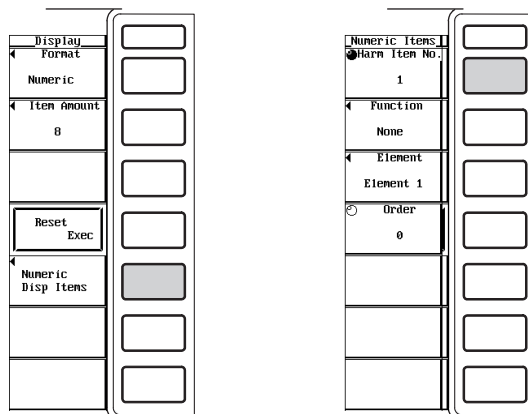 Display
Format
Numeric
Item Amount
8
Reset
Exec
Numeric
Disp Items
Numeric Items
Harm Item No.
1
Function
None
Element
Element 1
Order
0